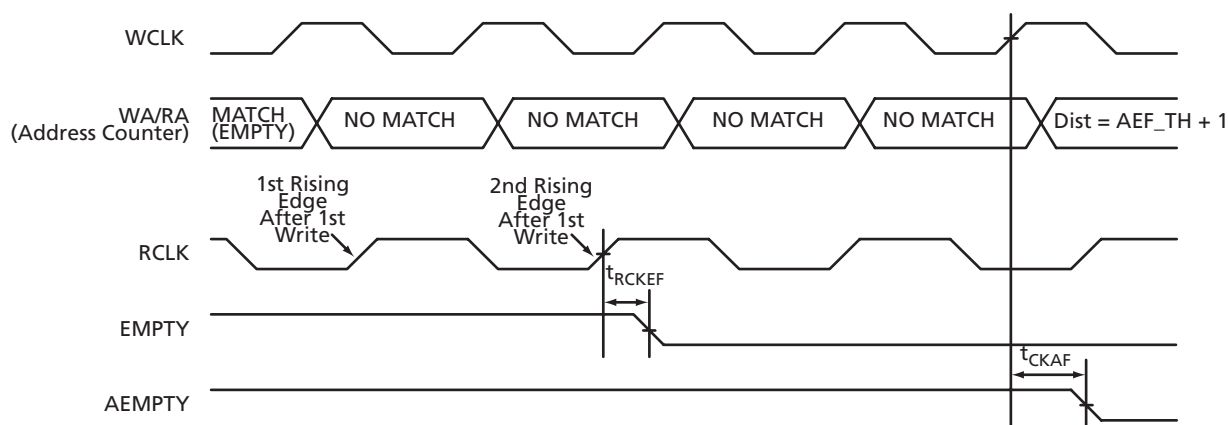 WCLK
WA/RA
(Address Counter)
MATCH
(EMPTY)
NO MATCH
NO MATCH
NO MATCH
NO MATCH
Dist = AEF_TH + 1
1st Rising
Edge
After 1st
Write
2nd Rising
Edge
After 1st
Write
RCLK
tRCKEF
EMPTY
tCKAF
AEMPTY